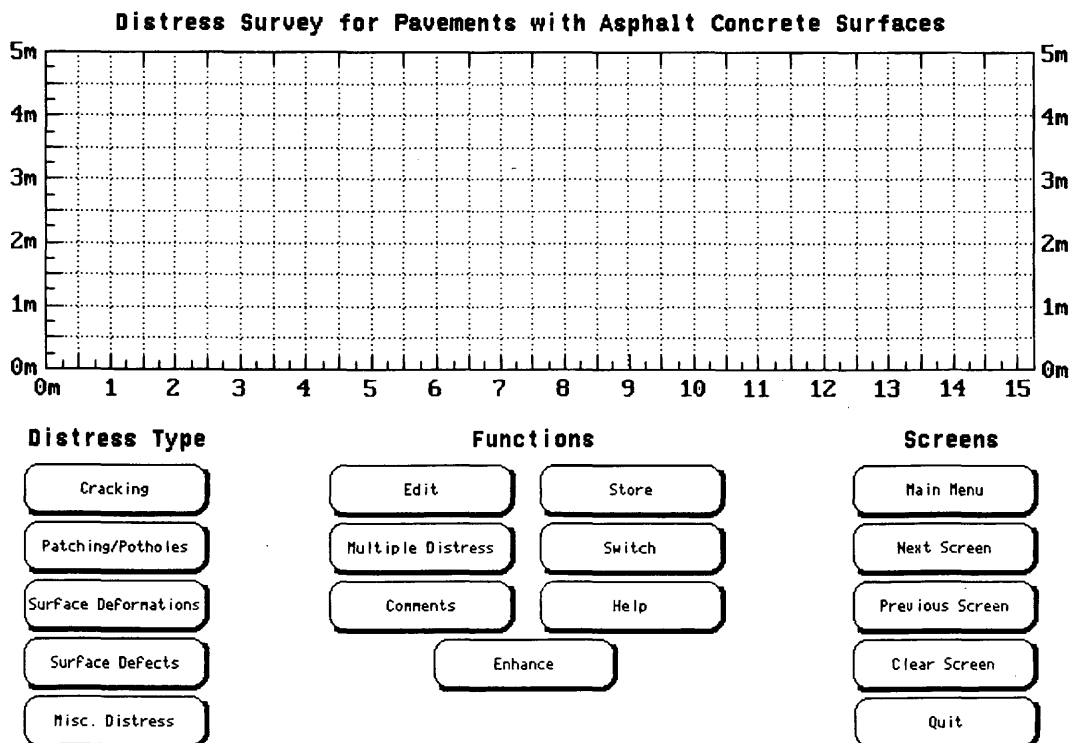 Distress Survey for Pavements with Asphalt Concrete Surfaces
5m 5m
4m 4m
3m 3m
2m 2m
1m 1m
0m 0m
0m 1 2 3 4 5 6 7 8 9 10 11 12 13 14 15
Distress Type Functions Screens
Cracking Edit Store Main Menu
Patching/Potholes Multiple Distress Switch Next Screen
Surface Deformations Comments Help Previous Screen
Surface Defects Enhance Clear Screen
Misc. Distress Quit